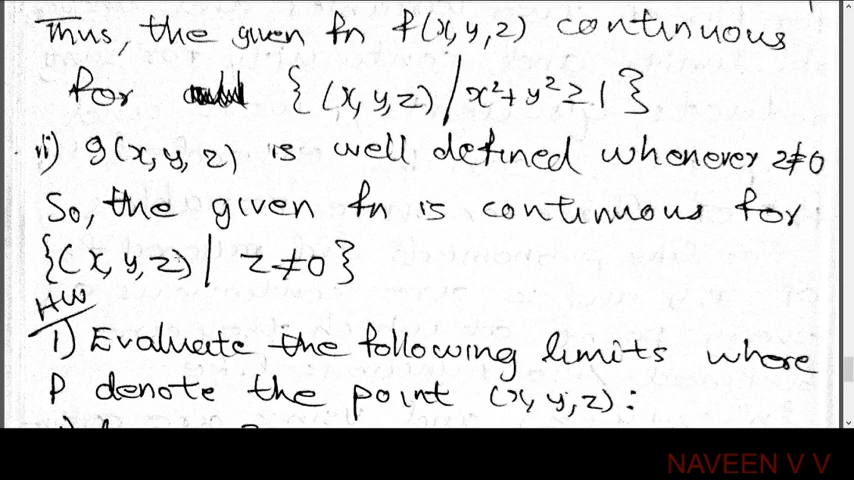 Thus, the given fn f(x,y,z) continuous
for {(x,y,z) / x²+y² ≥ 1}
ii) g(x,y,z) is well defined whenever z≠0
So, the given fn is continuous for
{(x,y,z) | z≠0}
HW
1) Evaluate the following limits where
P denote the point (x,y,z):
NAVEEN V V